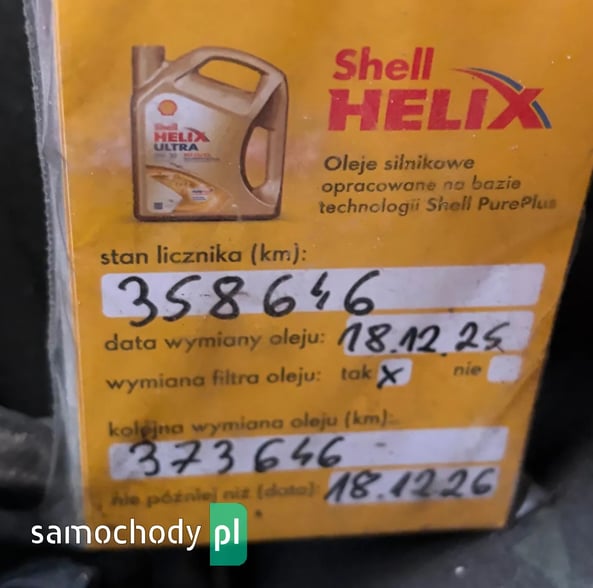 Shell
HELIX
Shell
HELIX
ULTRA
Oleje silnikowe
opracowane na bazie
technologii Shell PurePlus
stan licznika (km):
358646
data wymiany oleju: 18.12.25
wymiana filtra oleju: tak x nie
kolejna wymiana oleju (km):
373646
nie później niż (data): 18.12.26
samochody pl